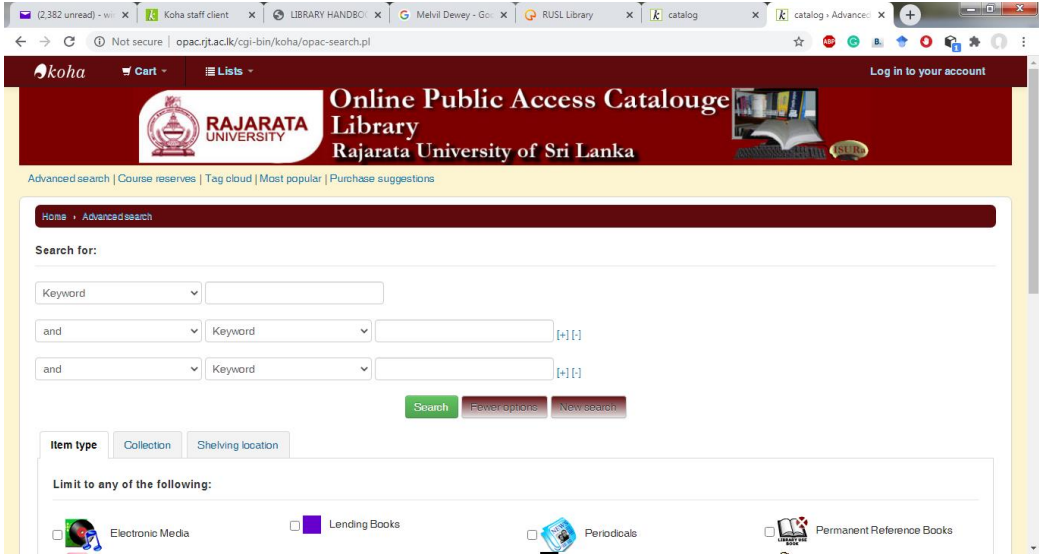 (2,382 unread) - w
Koha staff client
LIBRARY HANDBO
Melvil Dewey - Goo
RUSL Library
catalog
catalog › Advanced
Not secure | opac.rjt.ac.lk/cgi-bin/koha/opac-search.pl
koha
Cart
Lists
Log in to your account
RAJARATA
UNIVERSITY
Online Public Access Catalouge
Library
Rajarata University of Sri Lanka
ISURa
Advanced search | Course reserves | Tag cloud | Most popular | Purchase suggestions
Home › Advanced search
Search for:
Keyword
and Keyword [+] [-]
and Keyword [+] [-]
Search Fewer options New search
Item type Collection Shelving location
Limit to any of the following:
Electronic Media Lending Books Periodicals Permanent Reference Books